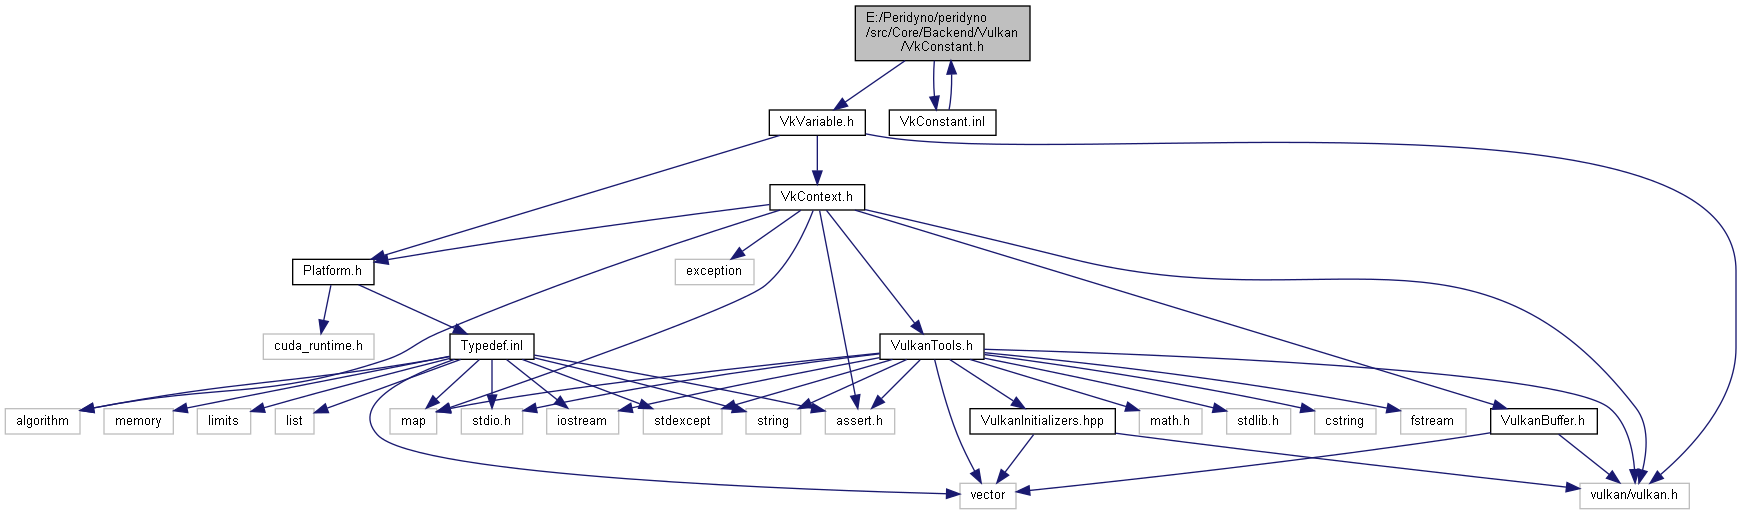 E:/Peridyno/peridyno
/src/Core/Backend/Vulkan
/VkConstant.h
VkVariable.h
VkConstant.inl
VkContext.h
Platform.h
exception
cuda_runtime.h
Typedef.inl
VulkanTools.h
algorithm
memory
limits
list
map
stdio.h
iostream
stdexcept
string
assert.h
VulkanInitializers.hpp
math.h
stdlib.h
cstring
fstream
VulkanBuffer.h
vector
vulkan/vulkan.h